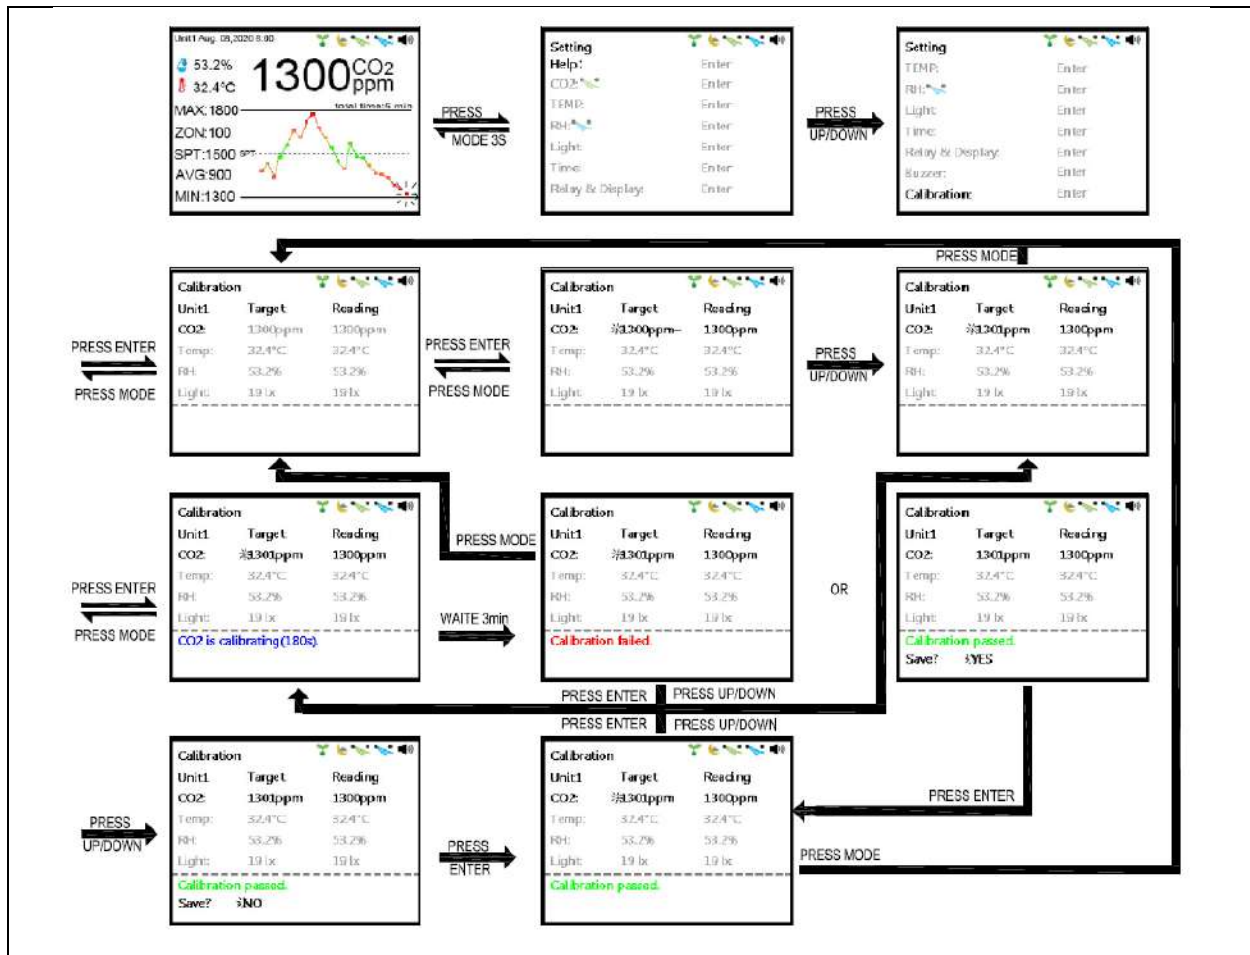 Unit1 Aug. 08,2020 8:00
53.2%
32.4°C
1300 CO2 ppm
MAX:1800
total time:5 min
ZON:100
SPT:1500 SPT
AVG:900
MIN:1300
PRESS
MODE 3S
Setting
Help: Enter
CO2: Enter
TEMP: Enter
RH: Enter
Light: Enter
Time: Enter
Relay & Display: Enter
PRESS
UP/DOWN
Setting
TEMP: Enter
RH: Enter
Light: Enter
Time: Enter
Relay & Display: Enter
Buzzer: Enter
Calibration: Enter
PRESS MODE
PRESS ENTER
PRESS MODE
Calibration
Unit1 Target Reading
CO2: 1300ppm 1300ppm
Temp: 32.4°C 32.4°C
RH: 53.2% 53.2%
Light: 19 lx 19 lx
PRESS ENTER
PRESS MODE
Calibration
Unit1 Target Reading
CO2: 1300ppm 1300ppm
Temp: 32.4°C 32.4°C
RH: 53.2% 53.2%
Light: 19 lx 19 lx
PRESS
UP/DOWN
Calibration
Unit1 Target Reading
CO2: 1301ppm 1300ppm
Temp: 32.4°C 32.4°C
RH: 53.2% 53.2%
Light: 19 lx 19 lx
PRESS ENTER
PRESS MODE
Calibration
Unit1 Target Reading
CO2: 1301ppm 1300ppm
Temp: 32.4°C 32.4°C
RH: 53.2% 53.2%
Light: 19 lx 19 lx
CO2 is calibrating(180s).
PRESS MODE
WAITE 3min
Calibration
Unit1 Target Reading
CO2: 1301ppm 1300ppm
Temp: 32.4°C 32.4°C
RH: 53.2% 53.2%
Light: 19 lx 19 lx
Calibration failed.
OR
Calibration
Unit1 Target Reading
CO2: 1301ppm 1300ppm
Temp: 32.4°C 32.4°C
RH: 53.2% 53.2%
Light: 19 lx 19 lx
Calibration passed.
Save? YES
PRESS ENTER PRESS UP/DOWN
PRESS ENTER PRESS UP/DOWN
PRESS
UP/DOWN
Calibration
Unit1 Target Reading
CO2: 1301ppm 1300ppm
Temp: 32.4°C 32.4°C
RH: 53.2% 53.2%
Light: 19 lx 19 lx
Calibration passed.
Save? NO
PRESS
ENTER
Calibration
Unit1 Target Reading
CO2: 1301ppm 1300ppm
Temp: 32.4°C 32.4°C
RH: 53.2% 53.2%
Light: 19 lx 19 lx
Calibration passed.
PRESS ENTER
PRESS MODE